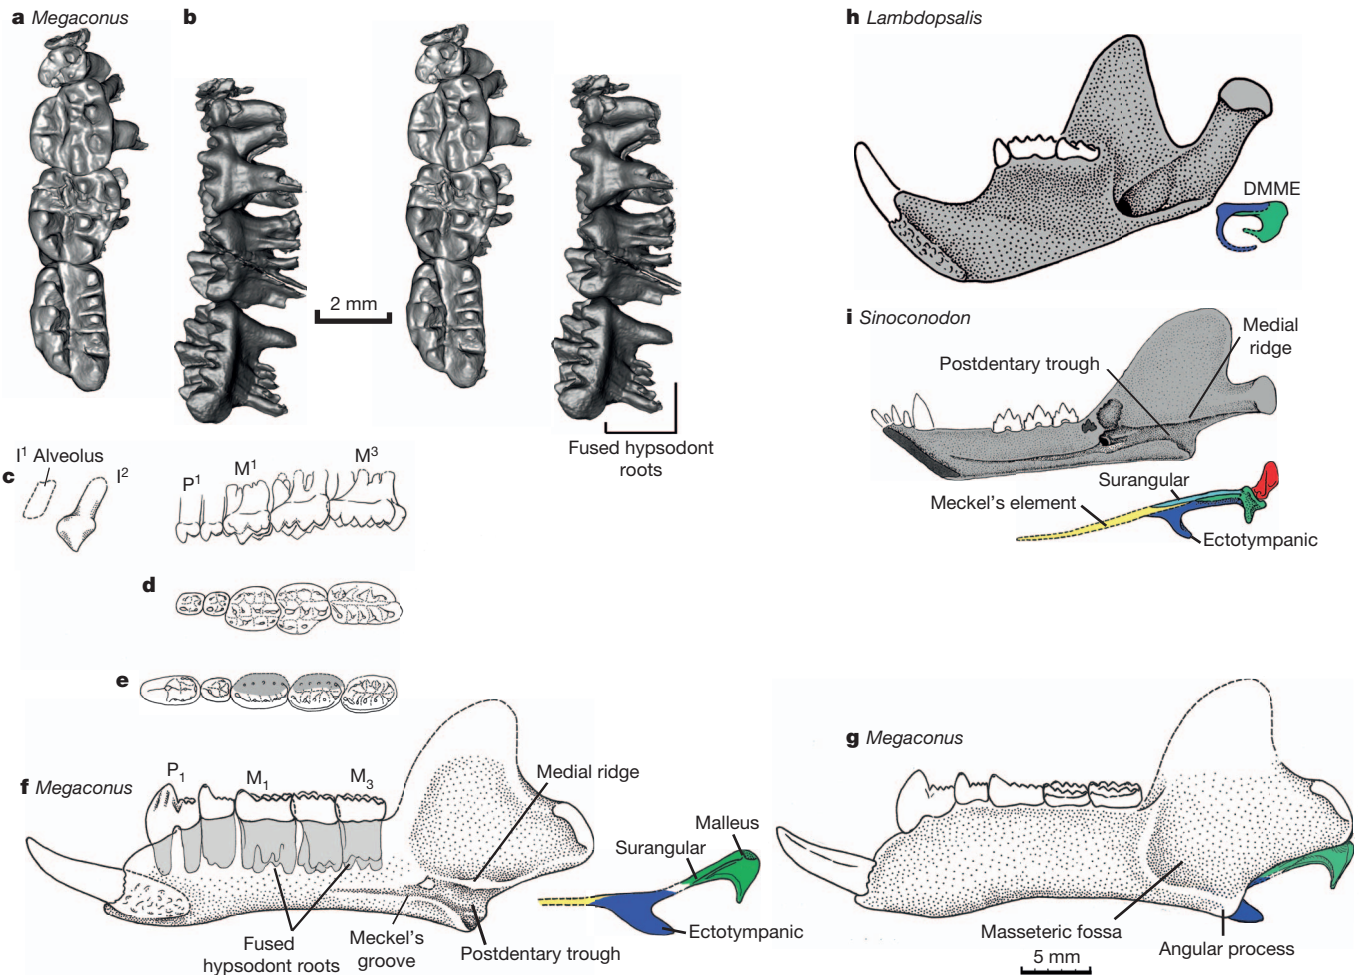 a Megaconus
b
2 mm
Fused hypsodont
roots
c
I¹ Alveolus
I²
P¹
M¹
M³
d
e
f Megaconus
P₁
M₁
M₃
Medial ridge
Fused
hypsodont roots
Meckel's
groove
Postdentary trough
Surangular
Malleus
Ectotympanic
g Megaconus
Masseteric fossa
Angular process
5 mm
h Lambdopsalis
DMME
i Sinoconodon
Medial
ridge
Postdentary trough
Surangular
Meckel's element
Ectotympanic